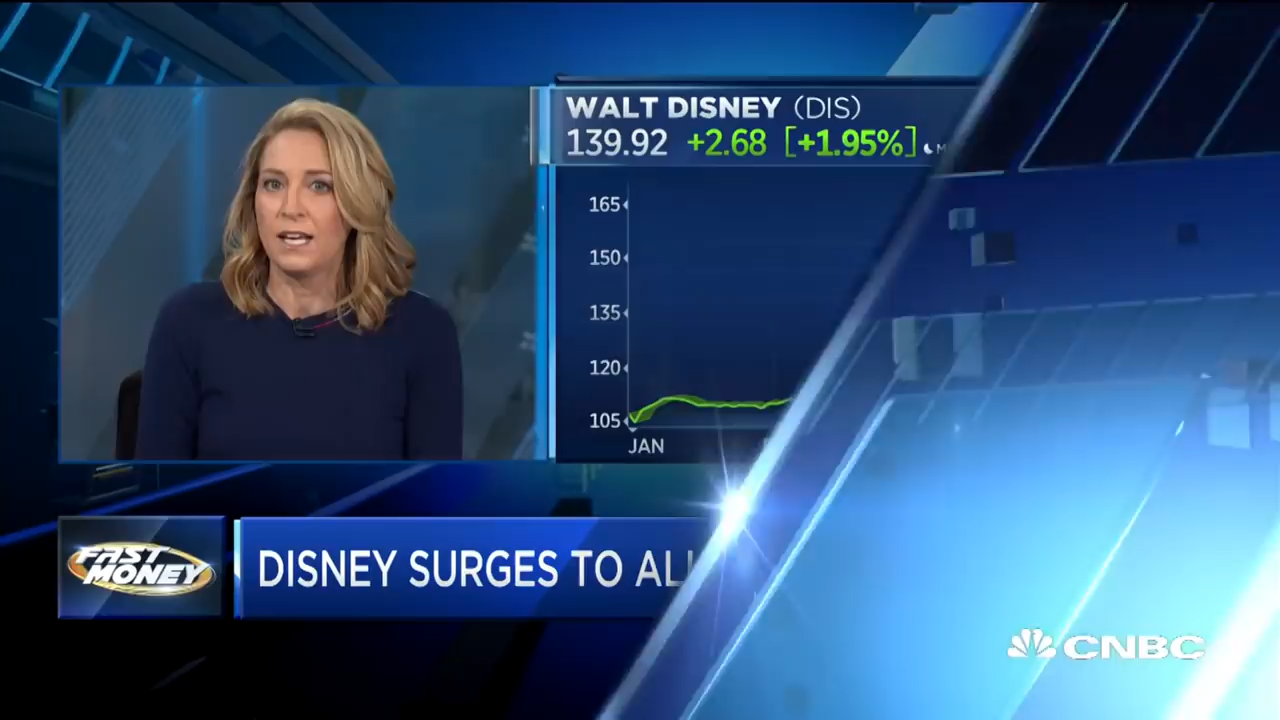 WALT DISNEY (DIS)
139.92 +2.68 [+1.95%]
165
150
135
120
105
JAN
FAST
MONEY
DISNEY SURGES TO AL
CNBC